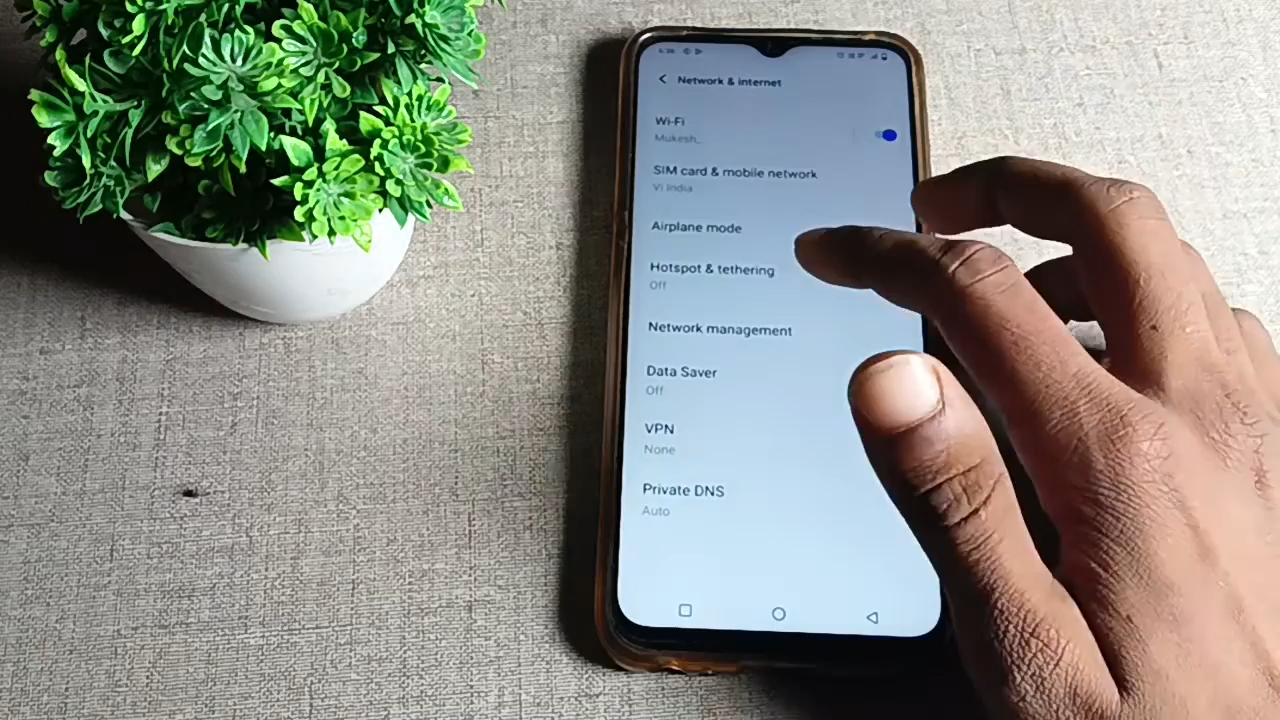 Network & internet
Wi-Fi
Mukesh_
SIM card & mobile network
Vi India
Airplane mode
Hotspot & tethering
Off
Network management
Data Saver
Off
VPN
None
Private DNS
Auto